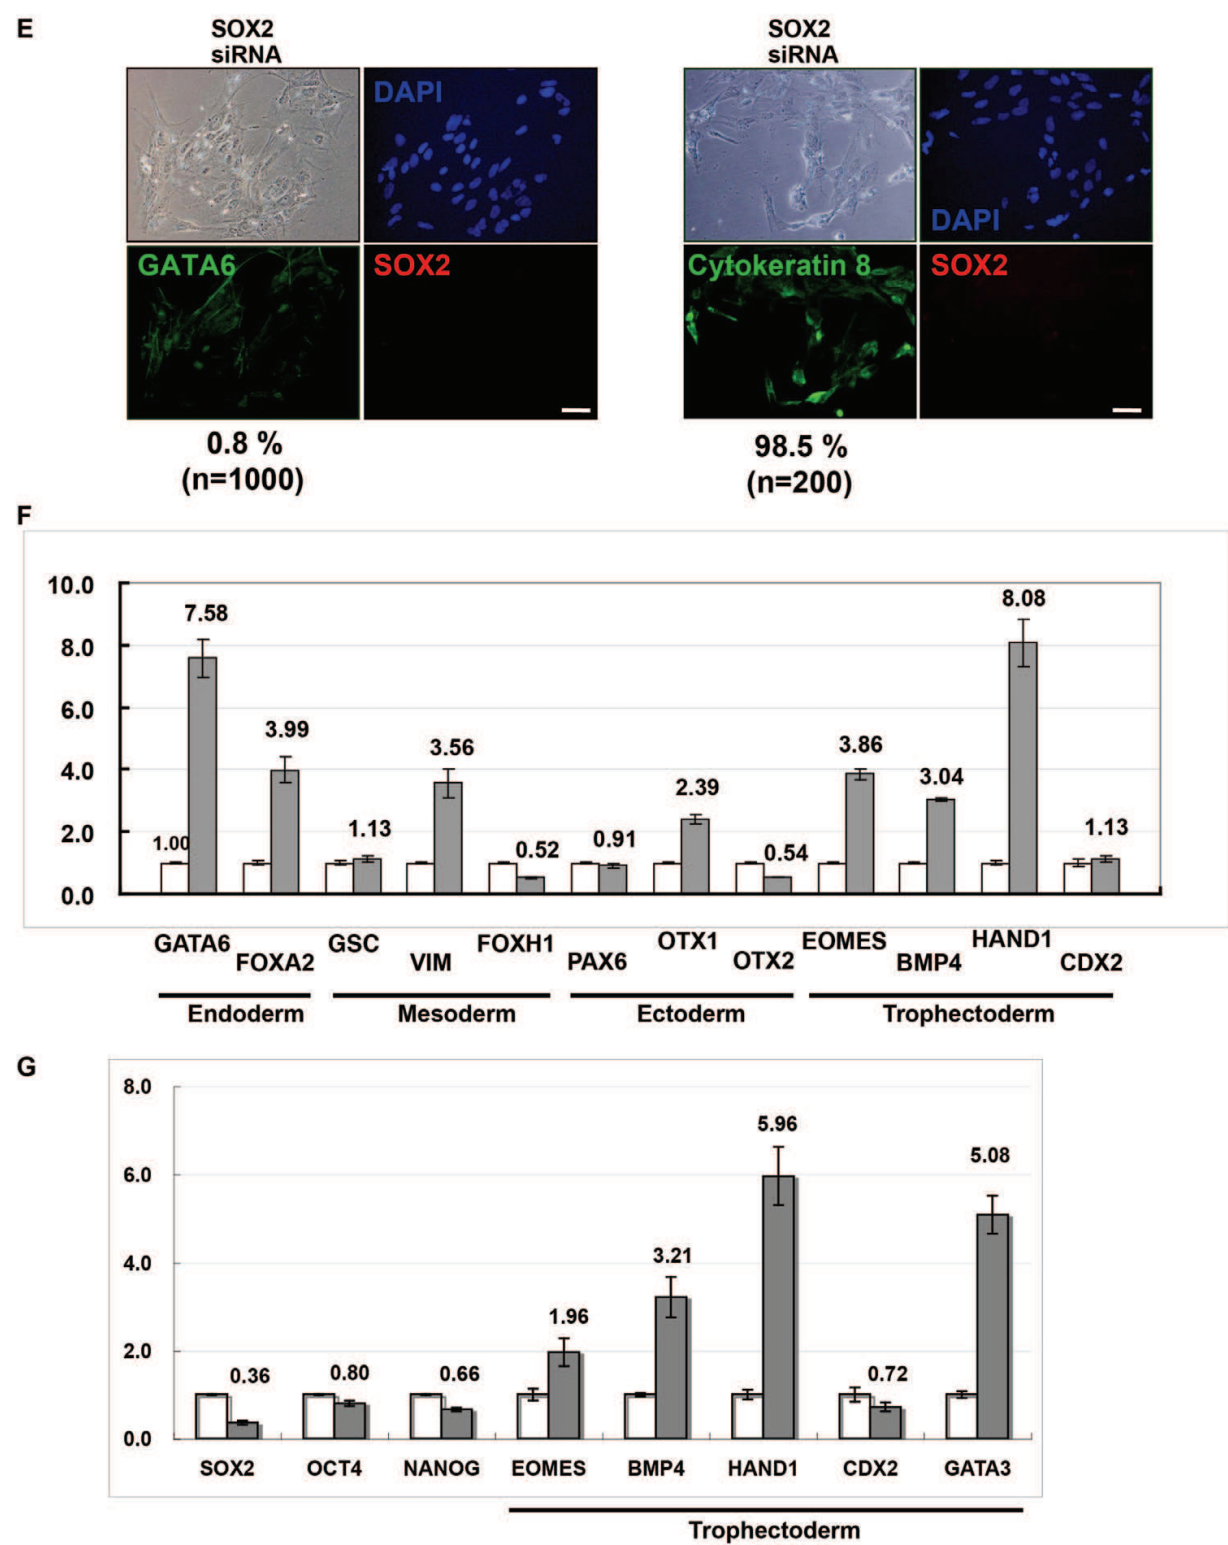 E
SOX2
siRNA
SOX2
siRNA
DAPI
DAPI
GATA6
SOX2
Cytokeratin 8
SOX2
0.8 %
(n=1000)
98.5 %
(n=200)
F
10.0
8.0
6.0
4.0
2.0
0.0
1.00
7.58
3.99
1.13
3.56
0.52
0.91
2.39
0.54
3.86
3.04
8.08
1.13
GATA6
FOXA2
GSC
VIM
FOXH1
PAX6
OTX1
OTX2
EOMES
BMP4
HAND1
CDX2
Endoderm
Mesoderm
Ectoderm
Trophectoderm
G
8.0
6.0
4.0
2.0
0.0
0.36
0.80
0.66
1.96
3.21
5.96
0.72
5.08
SOX2
OCT4
NANOG
EOMES
BMP4
HAND1
CDX2
GATA3
Trophectoderm